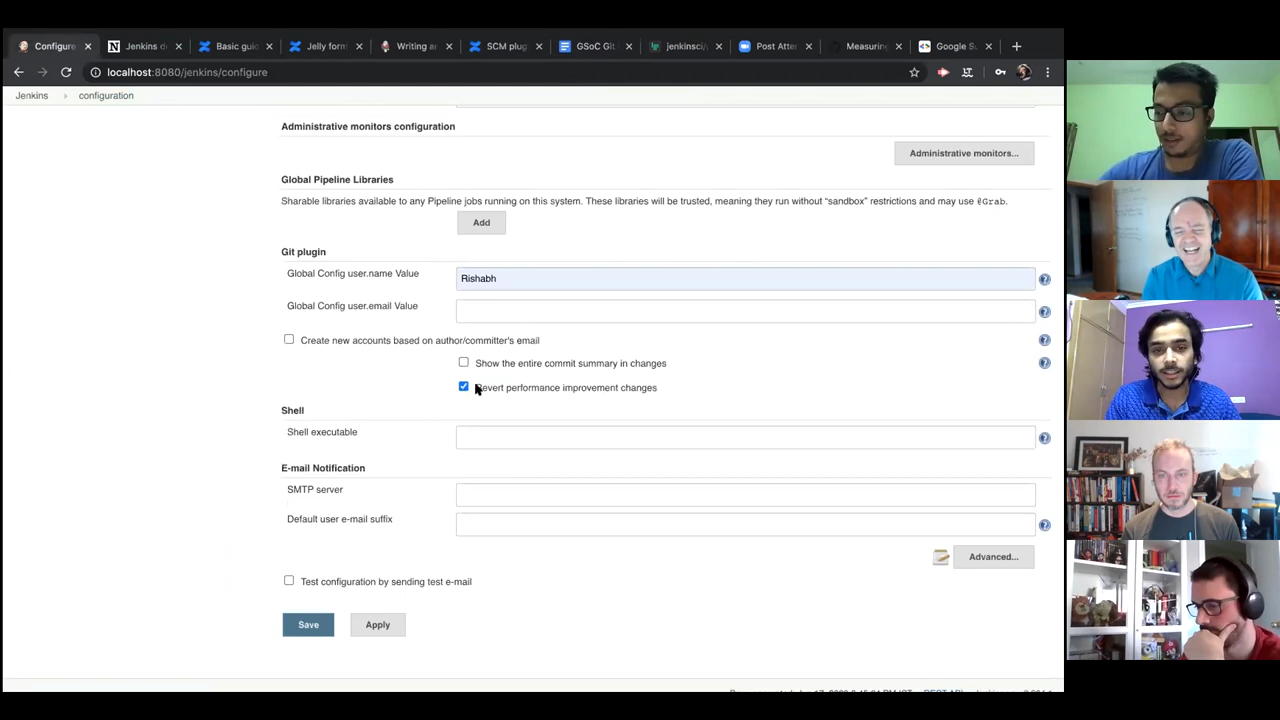 Configure
Jenkins d
Basic guid
Jelly form
Writing a
SCM plug
GSoC Git
jenkinsci/
Post Atter
Measuring
Google S
localhost:8080/jenkins/configure
Jenkins
configuration
Administrative monitors configuration
Administrative monitors...
Global Pipeline Libraries
Sharable libraries available to any Pipeline jobs running on this system. These libraries will be trusted, meaning they run without “sandbox” restrictions and may use @Grab.
Add
Git plugin
Global Config user.name Value
Rishabh
Global Config user.email Value
Create new accounts based on author/committer's email
Show the entire commit summary in changes
Revert performance improvement changes
Shell
Shell executable
E-mail Notification
SMTP server
Default user e-mail suffix
Advanced...
Test configuration by sending test e-mail
Save
Apply